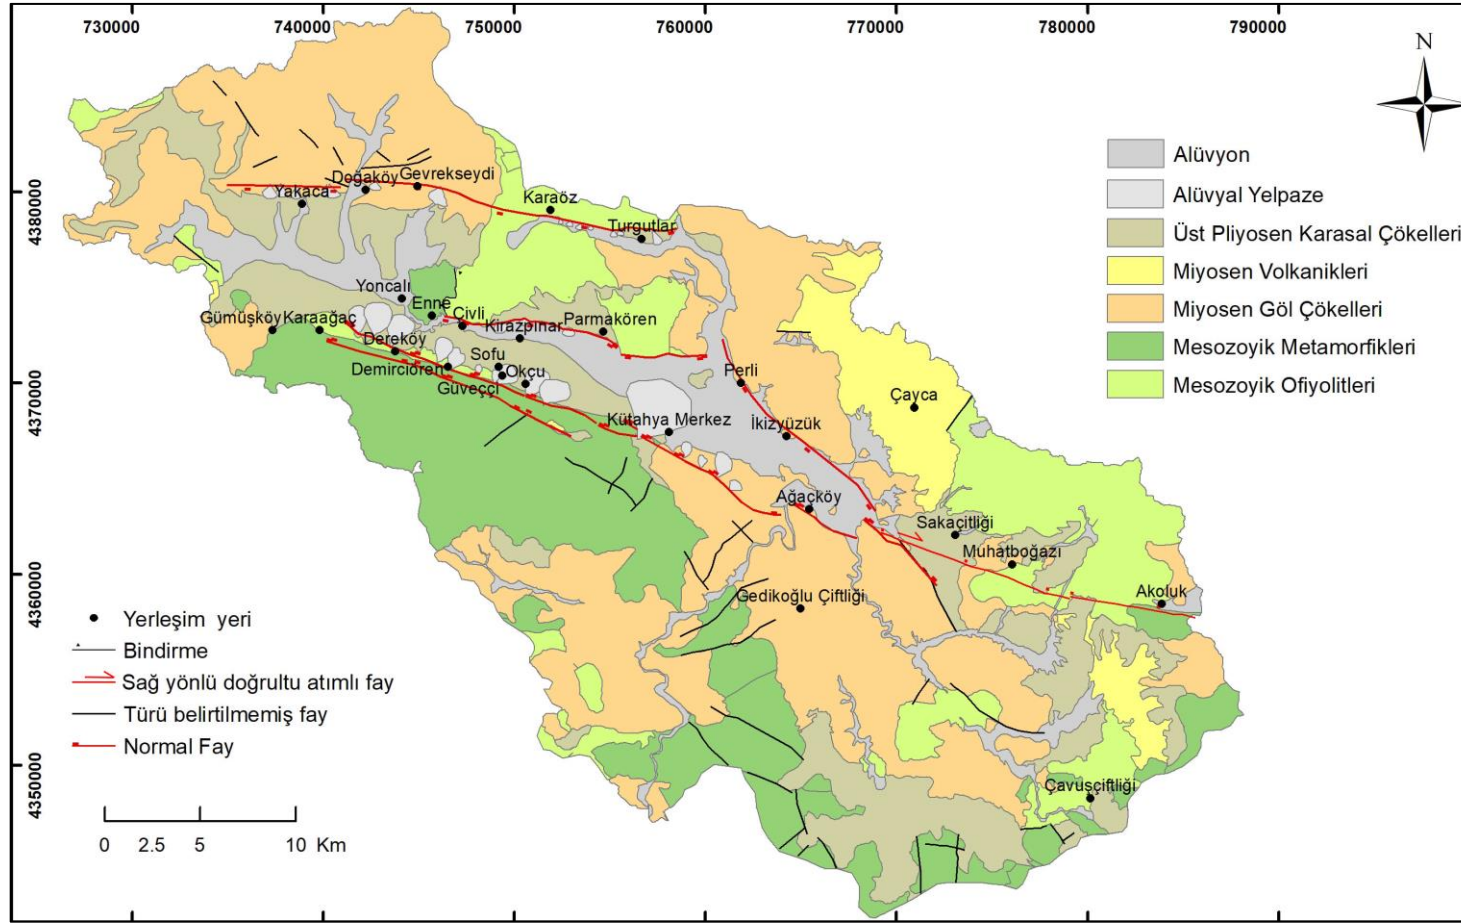 730000 740000 750000 760000 770000 780000 790000
N
4380000
4370000
4360000
4350000
Alüvyon
Alüvyal Yelpaze
Üst Pliyosen Karasal Çökelleri
Miyosen Volkanikleri
Miyosen Göl Çökelleri
Mesozoyik Metamorfikleri
Mesozoyik Ofiyolitleri
Doğaköy
Gevrekseydi
Yakaca
Karaöz
Turgutlar
Yoncalı
Enne
Civli
Gümüşköy
Karaağaç
Kirazpınar
Parmakören
Dereköy
Demirciören
Sofu
Okçu
Güveççi
Perli
Çayca
Kütahya Merkez
İkizyüzük
Ağaçköy
Sakaçitliği
Muhatboğazı
Gedikoğlu Çiftliği
Akoluk
Çavuşçiftliği
Yerleşim yeri
Bindirme
Sağ yönlü doğrultu atımlı fay
Türü belirtilmemiş fay
Normal Fay
0 2.5 5 10 Km